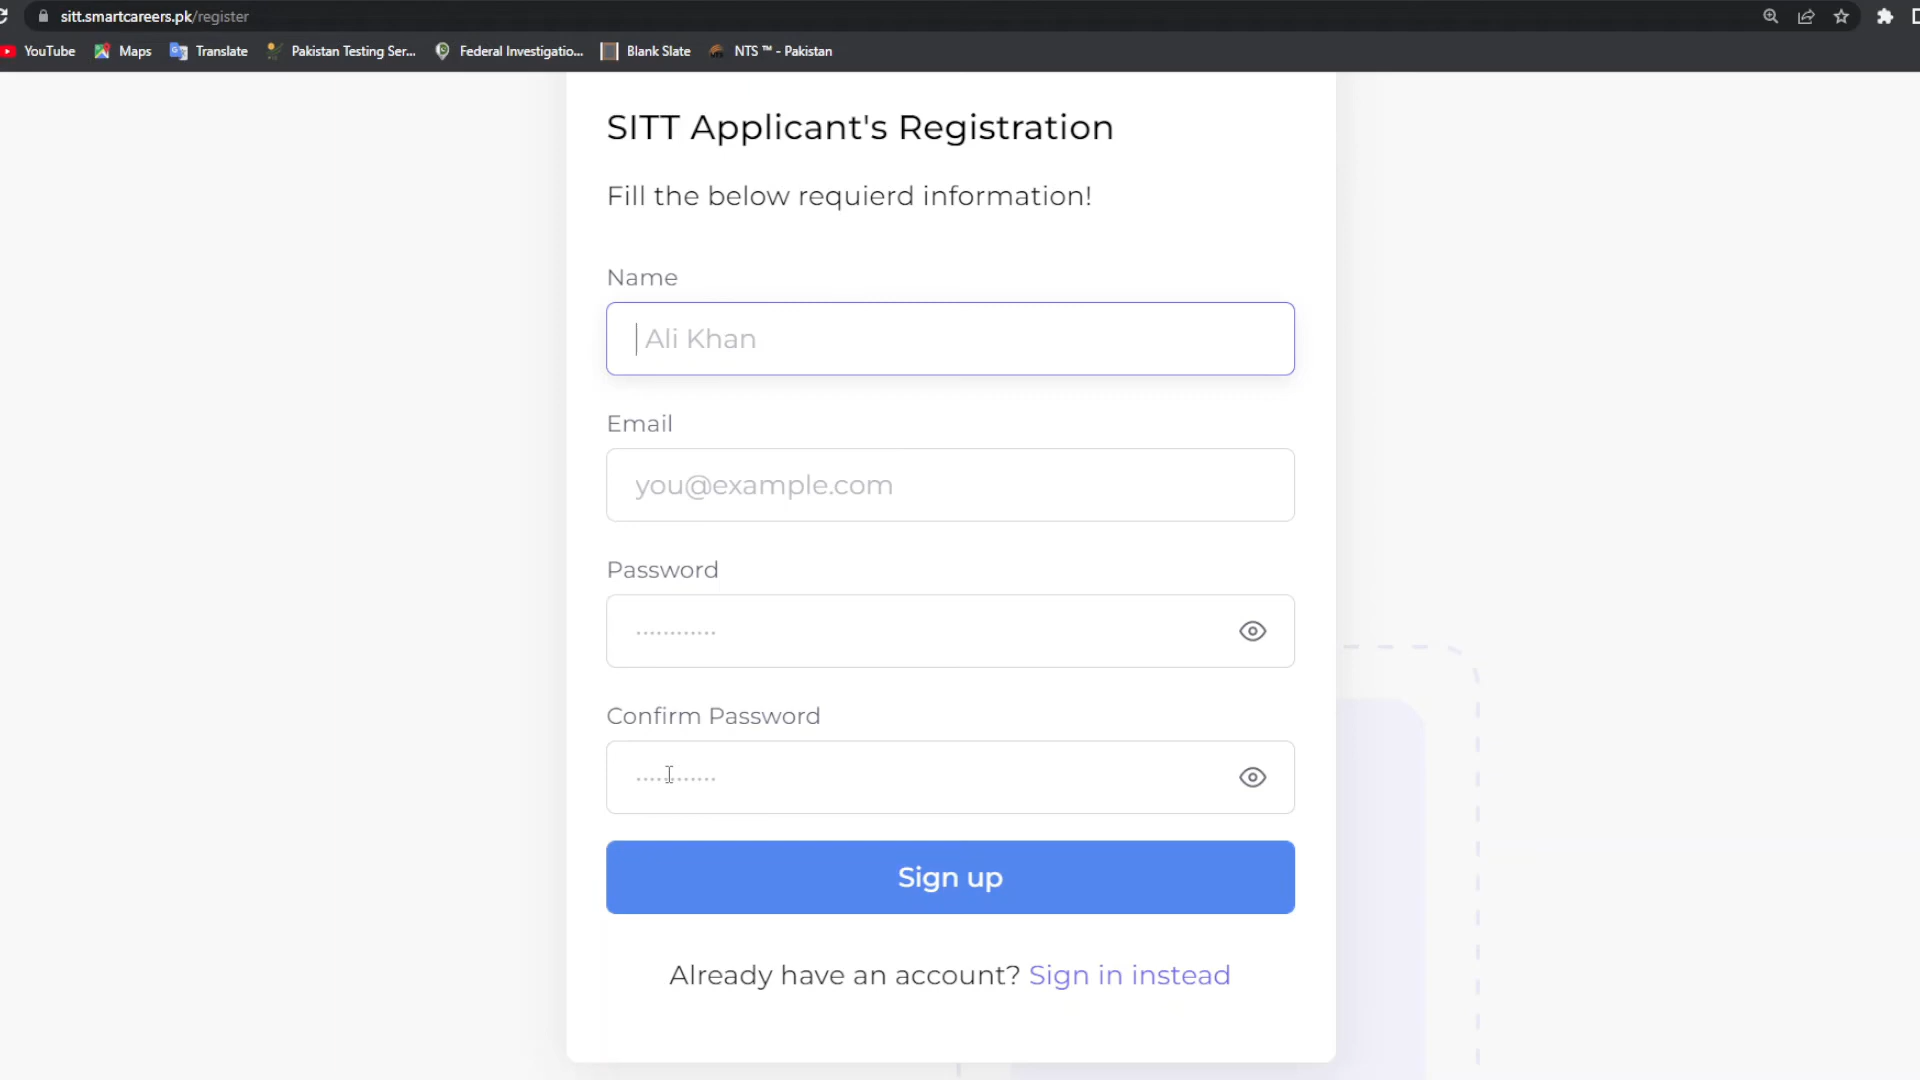 sitt.smartcareers.pk/register
YouTube Maps Translate Pakistan Testing Ser... Federal Investigatio... Blank Slate NTS ™ - Pakistan
SITT Applicant's Registration
Fill the below requierd information!
Name
Ali Khan
Email
you@example.com
Password
············
Confirm Password
············
Sign up
Already have an account? Sign in instead